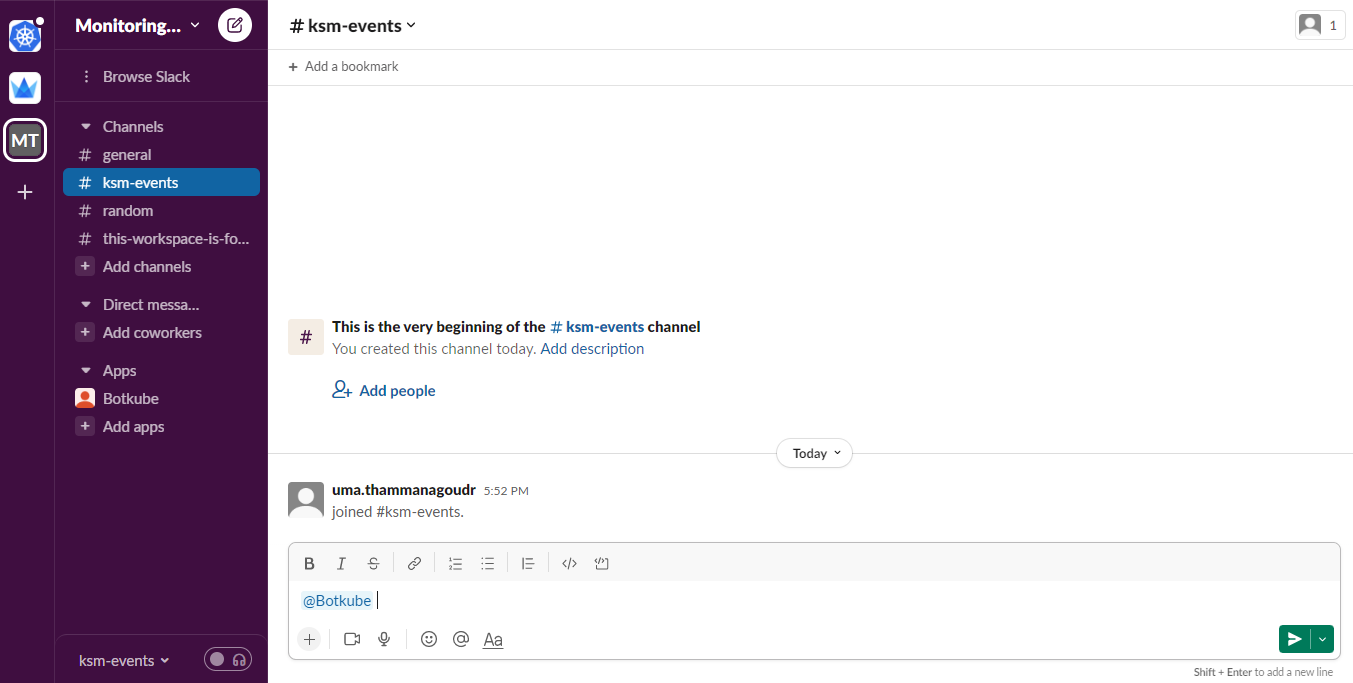 Monitoring...
Browse Slack
MT
Channels
# general
# ksm-events
# random
# this-workspace-is-fo...
+ Add channels
Direct messa...
+ Add coworkers
Apps
Botkube
+ Add apps
ksm-events
# ksm-events
1
+ Add a bookmark
#
This is the very beginning of the # ksm-events channel
You created this channel today. Add description
Add people
Today
uma.thammanagoudr 5:52 PM
joined #ksm-events.
B I S
@Botkube
+ @ Aa
Shift + Enter to add a new line